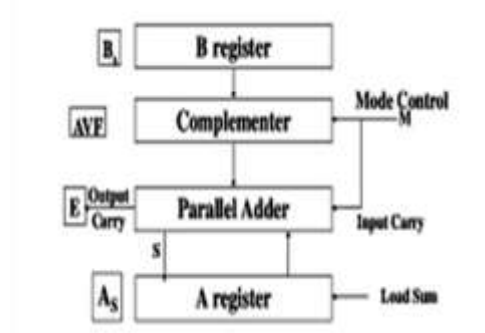 Bs B register
Mode Control
AVF Complementer M
E Output Carry Parallel Adder Input Carry
S
As A register Load Sum